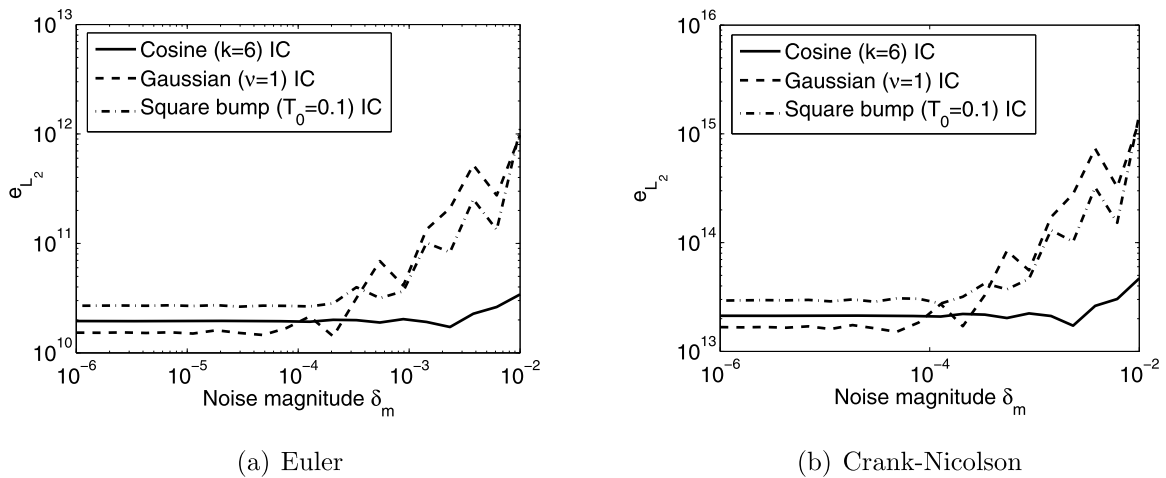 10^13
10^12
10^11
10^10
e_L_2
Cosine (k=6) IC
Gaussian (ν=1) IC
Square bump (T_0=0.1) IC
10^−6 10^−5 10^−4 10^−3 10^−2
Noise magnitude δ_m
(a) Euler
10^16
10^15
10^14
10^13
e_L_2
Cosine (k=6) IC
Gaussian (ν=1) IC
Square bump (T_0=0.1) IC
10^−6 10^−4 10^−2
Noise magnitude δ_m
(b) Crank-Nicolson